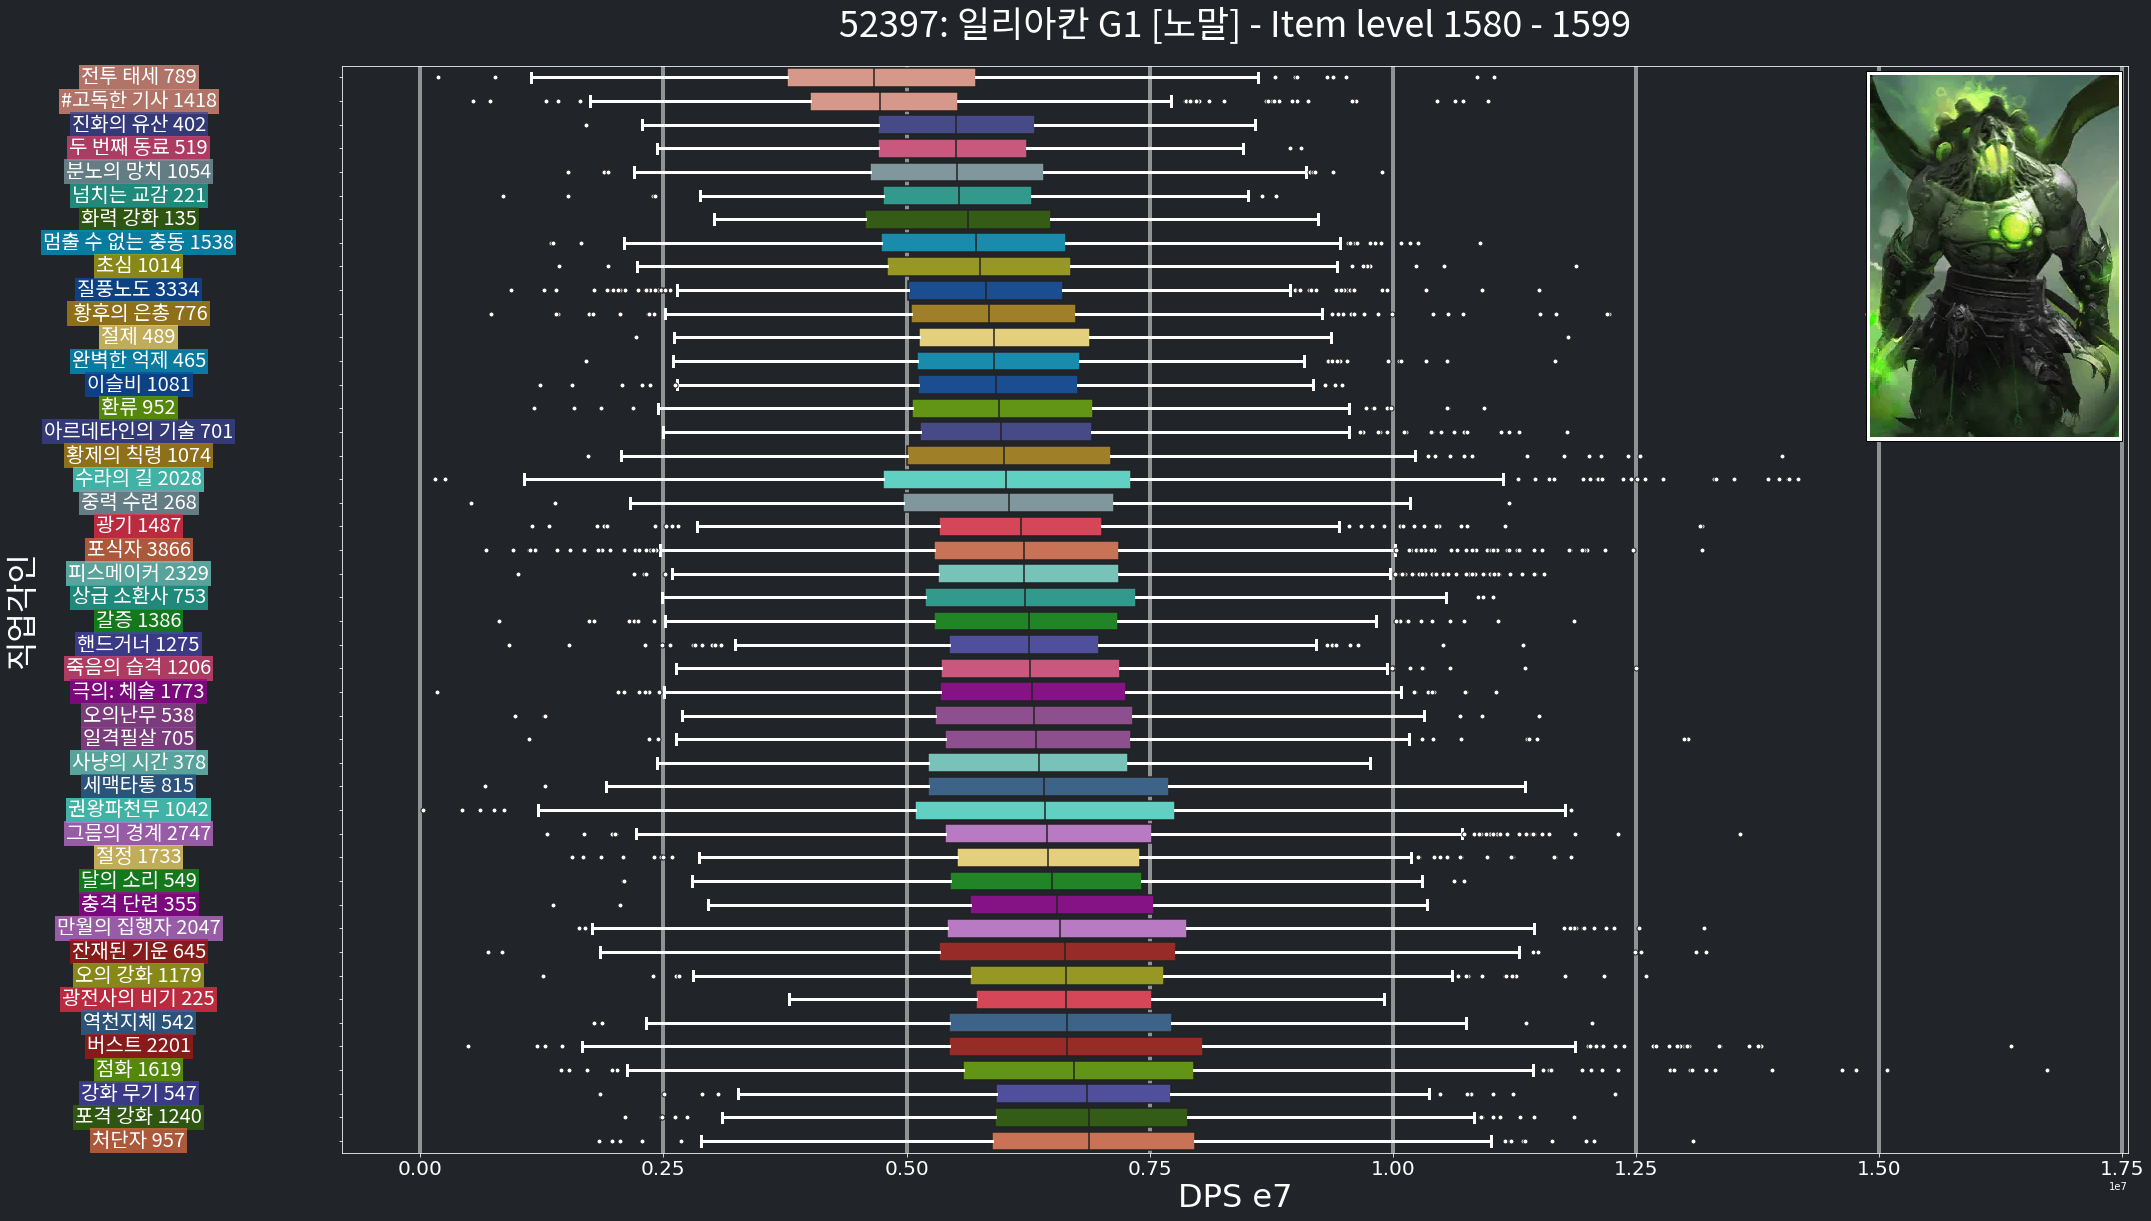 52397: 일리아칸 G1 [노말] - Item level 1580 - 1599
전투 태세 789
#고독한 기사 1418
진화의 유산 402
두 번째 동료 519
분노의 망치 1054
넘치는 교감 221
화력 강화 135
멈출 수 없는 충동 1538
초심 1014
질풍노도 3334
황후의 은총 776
절제 489
완벽한 억제 465
이슬비 1081
환류 952
아르데타인의 기술 701
황제의 칙령 1074
수라의 길 2028
중력 수련 268
광기 1487
포식자 3866
피스메이커 2329
상급 소환사 753
갈증 1386
핸드거너 1275
죽음의 습격 1206
극의: 체술 1773
오의난무 538
일격필살 705
사냥의 시간 378
세맥타통 815
권왕파천무 1042
그믐의 경계 2747
절정 1733
달의 소리 549
충격 단련 355
만월의 집행자 2047
잔재된 기운 645
오의 강화 1179
광전사의 비기 225
역천지체 542
버스트 2201
점화 1619
강화 무기 547
포격 강화 1240
처단자 957
직업각인
0.00 0.25 0.50 0.75 1.00 1.25 1.50 1.75
DPS e7
1e7